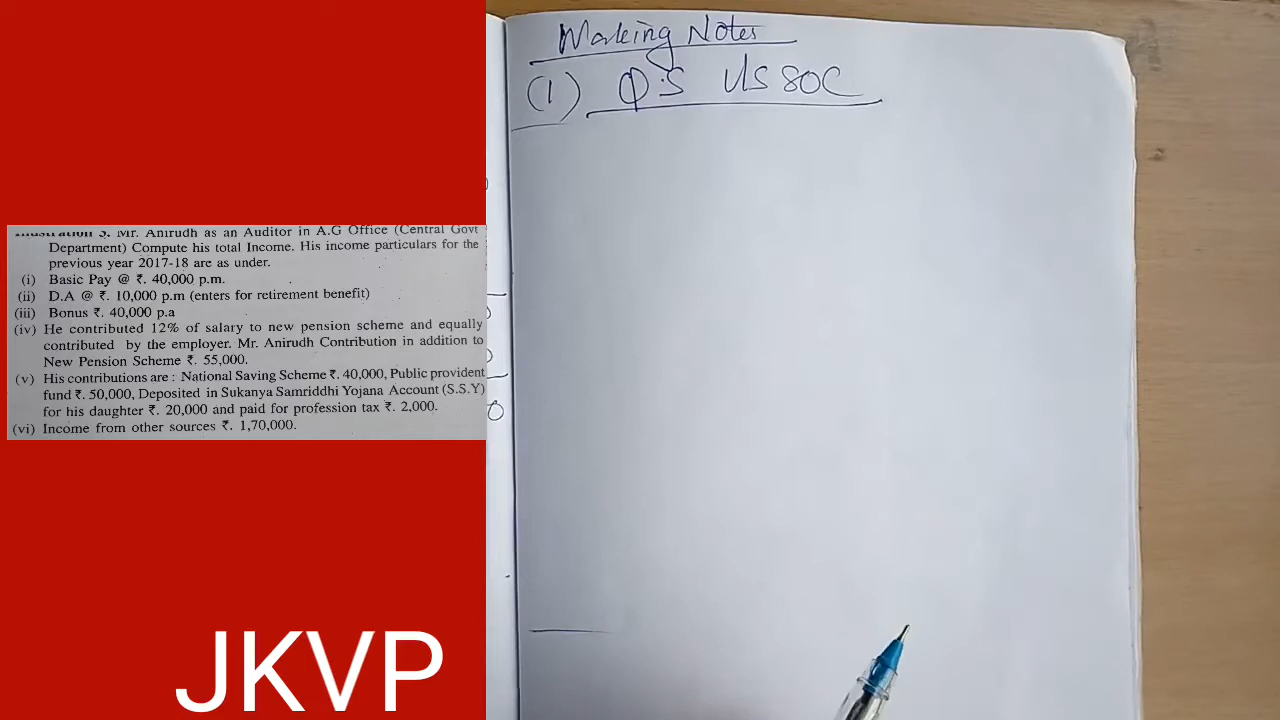 Illustration 5. Mr. Anirudh as an Auditor in A.G Office (Central Govt
Department) Compute his total Income. His income particulars for the
previous year 2017-18 are as under.
(i) Basic Pay @ ₹. 40,000 p.m.
(ii) D.A @ ₹. 10,000 p.m (enters for retirement benefit)
(iii) Bonus ₹. 40,000 p.a
(iv) He contributed 12% of salary to new pension scheme and equally
contributed by the employer. Mr. Anirudh Contribution in addition to
New Pension Scheme ₹. 55,000.
(v) His contributions are : National Saving Scheme ₹. 40,000, Public provident
fund ₹. 50,000, Deposited in Sukanya Samriddhi Yojana Account (S.S.Y)
for his daughter ₹. 20,000 and paid for profession tax ₹. 2,000.
(vi) Income from other sources ₹. 1,70,000.
JKVP
Working Notes
(1) U/S 80C